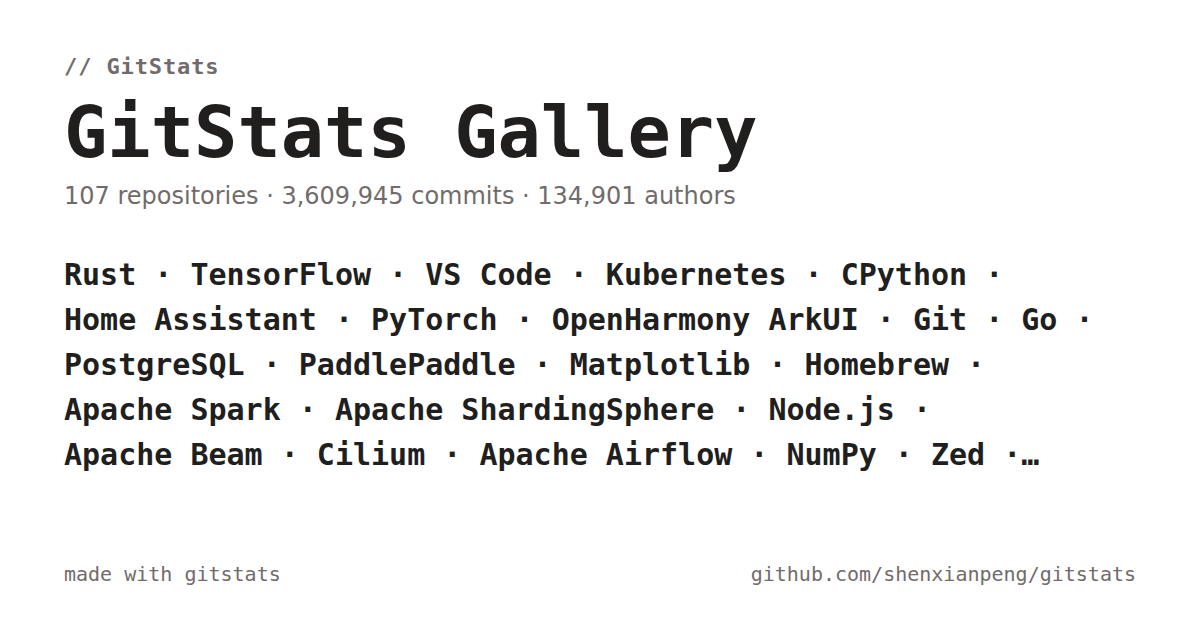 // GitStats
GitStats Gallery
107 repositories · 3,609,945 commits · 134,901 authors
Rust · TensorFlow · VS Code · Kubernetes · CPython ·
Home Assistant · PyTorch · OpenHarmony ArkUI · Git · Go ·
PostgreSQL · PaddlePaddle · Matplotlib · Homebrew ·
Apache Spark · Apache ShardingSphere · Node.js ·
Apache Beam · Cilium · Apache Airflow · NumPy · Zed ·…
made with gitstats
github.com/shenxianpeng/gitstats